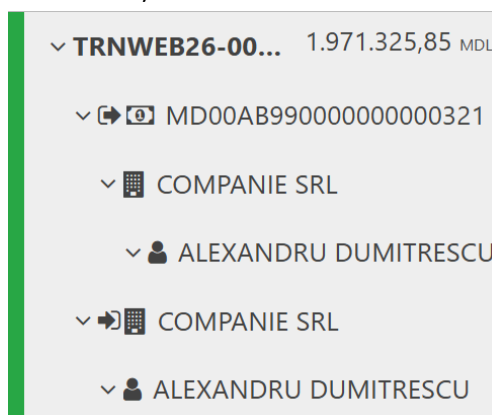 TRNWEB26-00... 1.971.325,85 MDL
MD00AB990000000000321
COMPANIE SRL
ALEXANDRU DUMITRESCU
COMPANIE SRL
ALEXANDRU DUMITRESCU